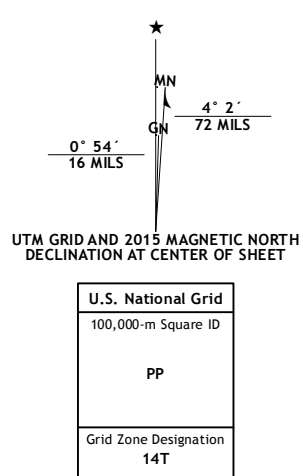 MN
GN
4° 2´
72 MILS
0° 54´
16 MILS
UTM GRID AND 2015 MAGNETIC NORTH
DECLINATION AT CENTER OF SHEET
U.S. National Grid
100,000-m Square ID
PP
Grid Zone Designation
14T